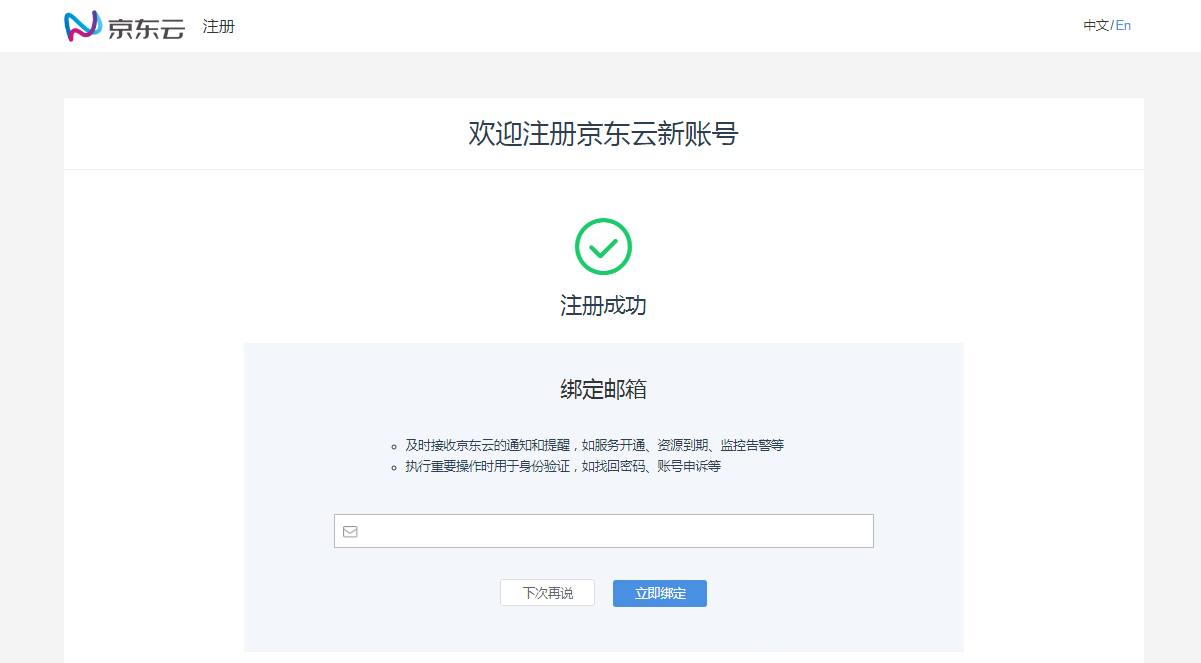 京东云 注册 中文/En
欢迎注册京东云新账号
注册成功
绑定邮箱
及时接收京东云的通知和提醒，如服务开通、资源到期、监控告警等
执行重要操作时用于身份验证，如找回密码、账号申诉等
下次再说 立即绑定